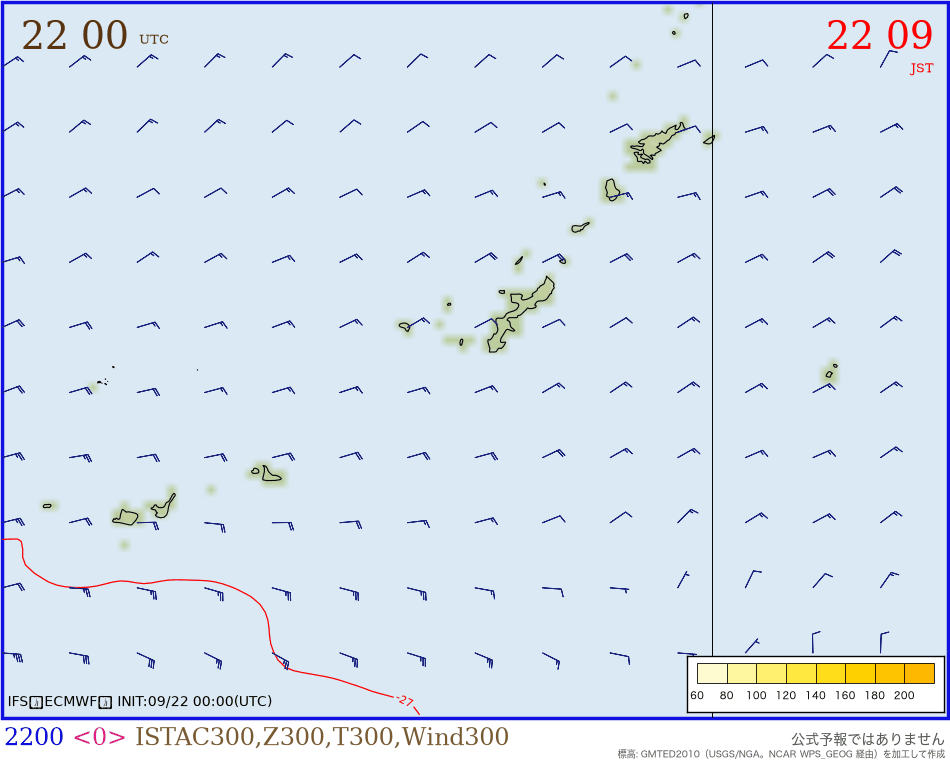 22 00 UTC
22 09
JST
-27
IFS ECMWF INIT:09/22 00:00(UTC)
60 80 100 120 140 160 180 200
2200 <0> ISTAC300,Z300,T300,Wind300
公式予報ではありません
標高: GMTED2010（USGS/NGA。NCAR WPS_GEOG 経由）を加工して作成